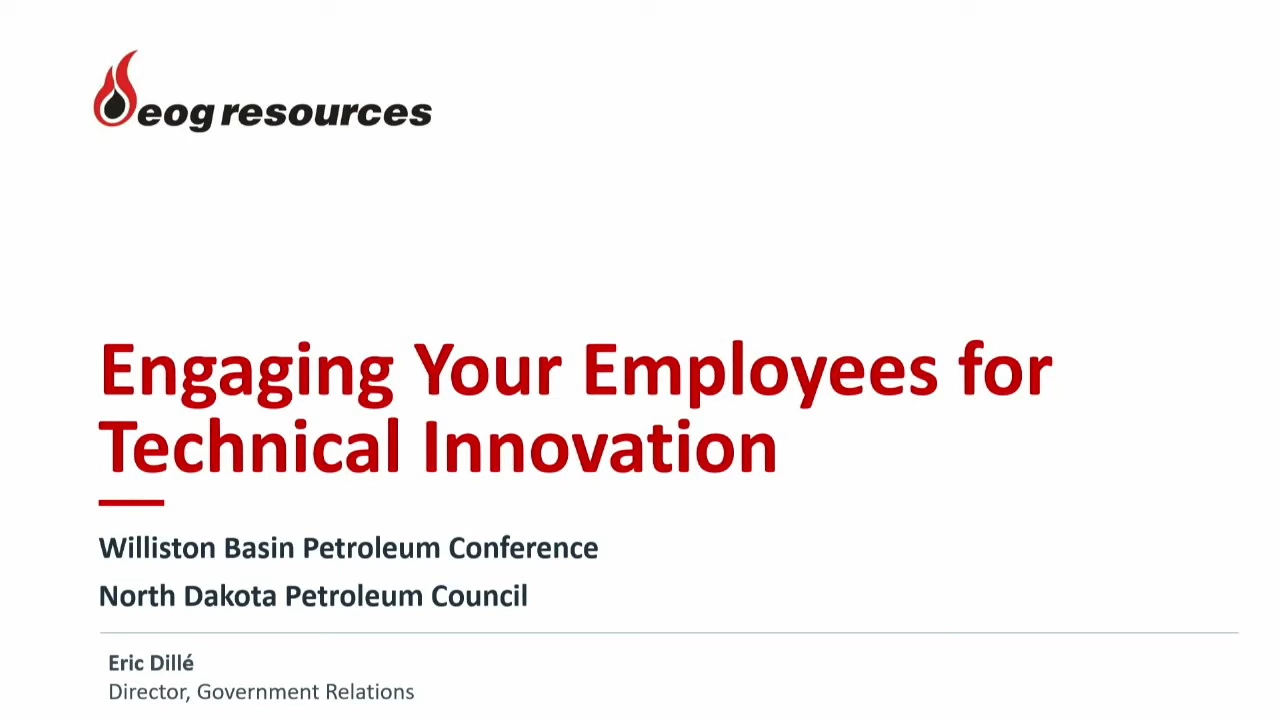 eog resources
Engaging Your Employees for
Technical Innovation
Williston Basin Petroleum Conference
North Dakota Petroleum Council
Eric Dillé
Director, Government Relations